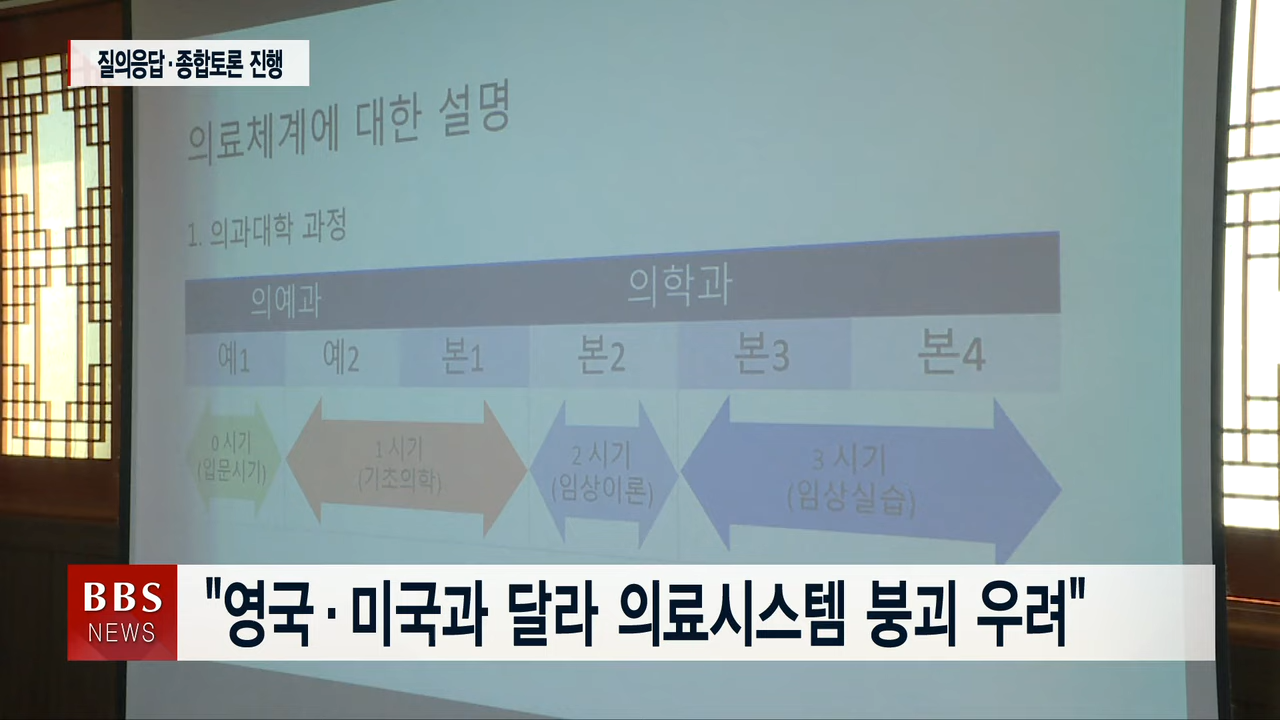 질의응답·종합토론 진행
의료체계에 대한 설명
1. 의과대학 과정
의예과 의학과
예1 예2 본1 본2 본3 본4
0 시기
(입문시기)
1 시기
(기초의학)
2 시기
(임상이론)
3 시기
(임상실습)
BBS
NEWS
"영국·미국과 달라 의료시스템 붕괴 우려"